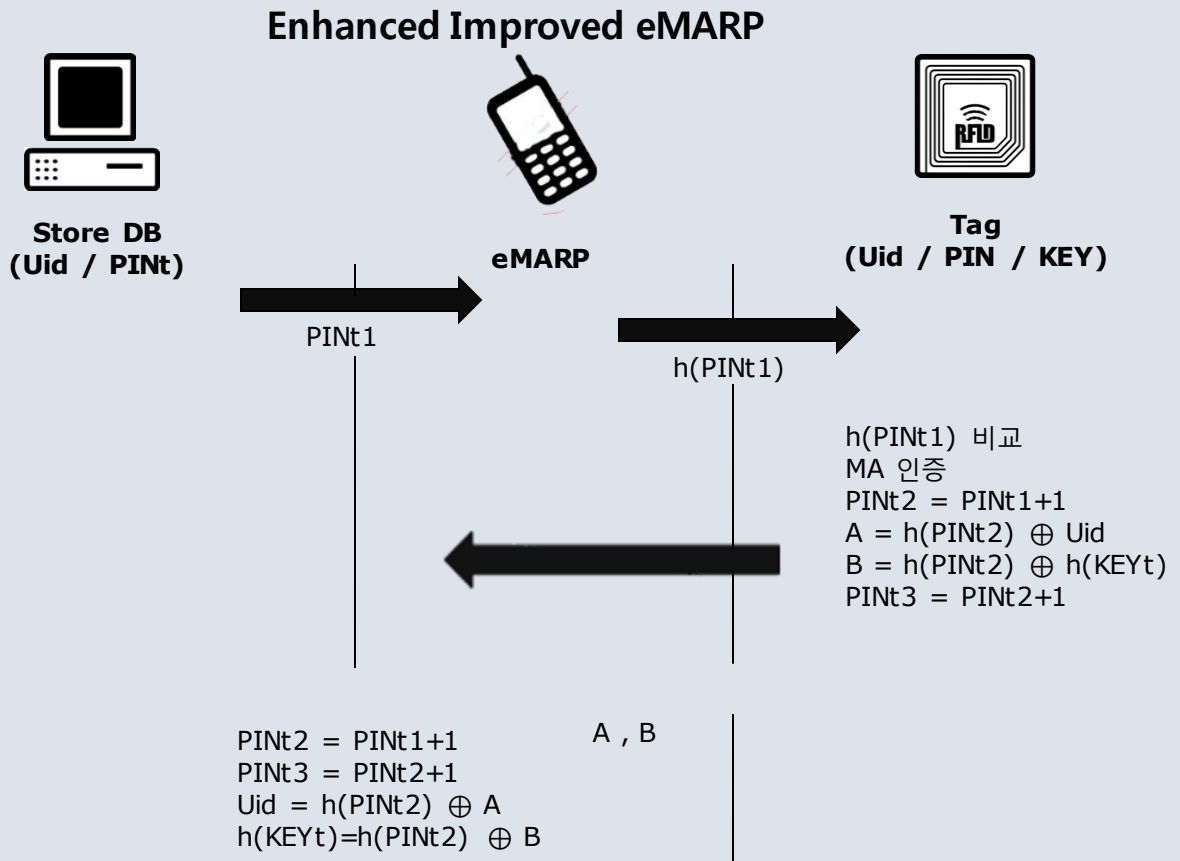 Enhanced Improved eMARP
RFID
Store DB
(Uid / PINt)
eMARP
Tag
(Uid / PIN / KEY)
PINt1
h(PINt1)
h(PINt1) 비교
MA 인증
PINt2 = PINt1+1
A = h(PINt2) ⊕ Uid
B = h(PINt2) ⊕ h(KEYt)
PINt3 = PINt2+1
A , B
PINt2 = PINt1+1
PINt3 = PINt2+1
Uid = h(PINt2) ⊕ A
h(KEYt)=h(PINt2) ⊕ B